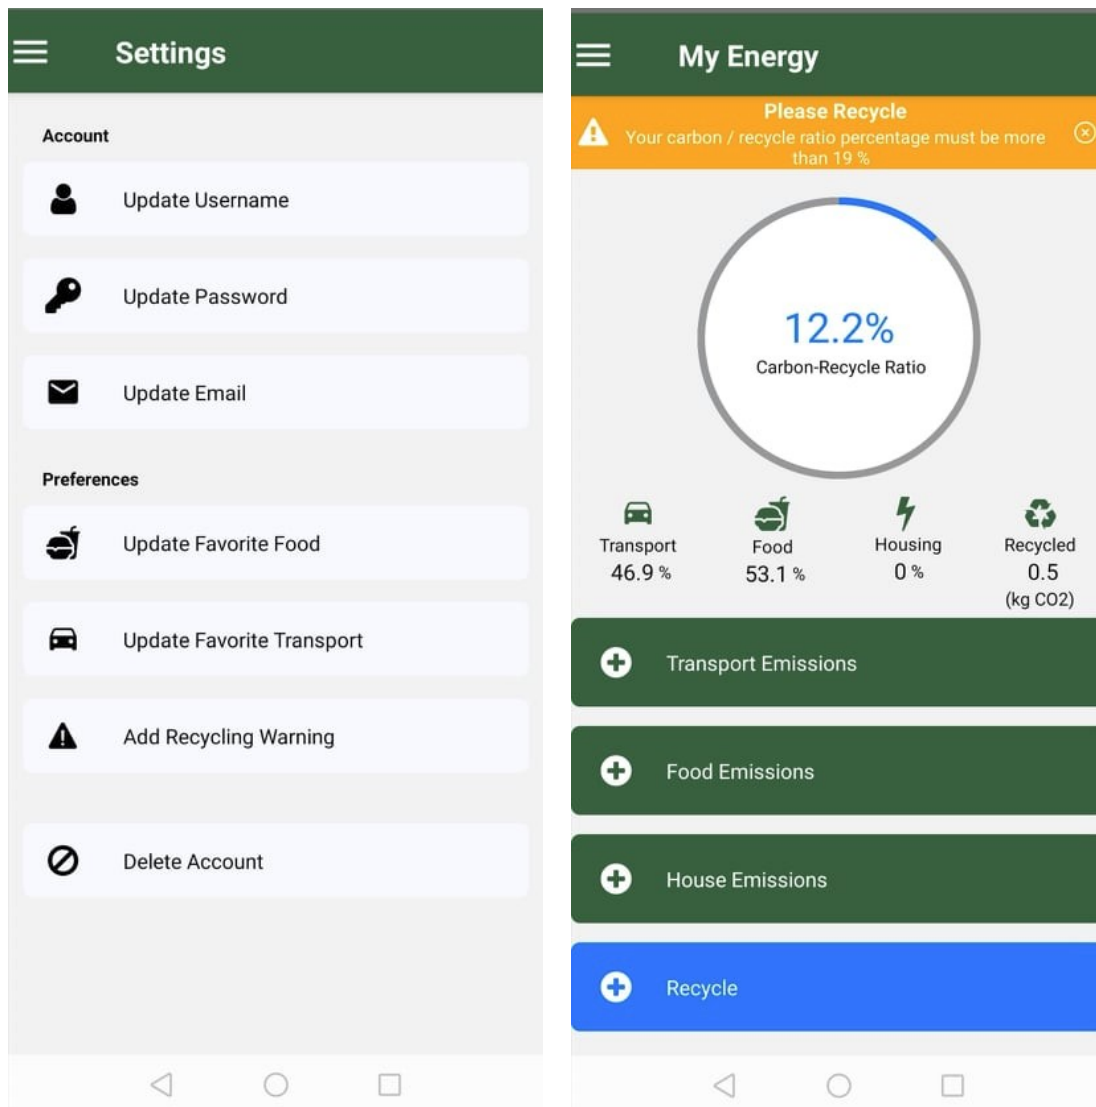 Settings
Account
Update Username
Update Password
Update Email
Preferences
Update Favorite Food
Update Favorite Transport
Add Recycling Warning
Delete Account
My Energy
Please Recycle
Your carbon / recycle ratio percentage must be more
than 19 %
12.2%
Carbon-Recycle Ratio
Transport Food Housing Recycled
46.9 % 53.1 % 0 % 0.5
(kg CO2)
Transport Emissions
Food Emissions
House Emissions
Recycle